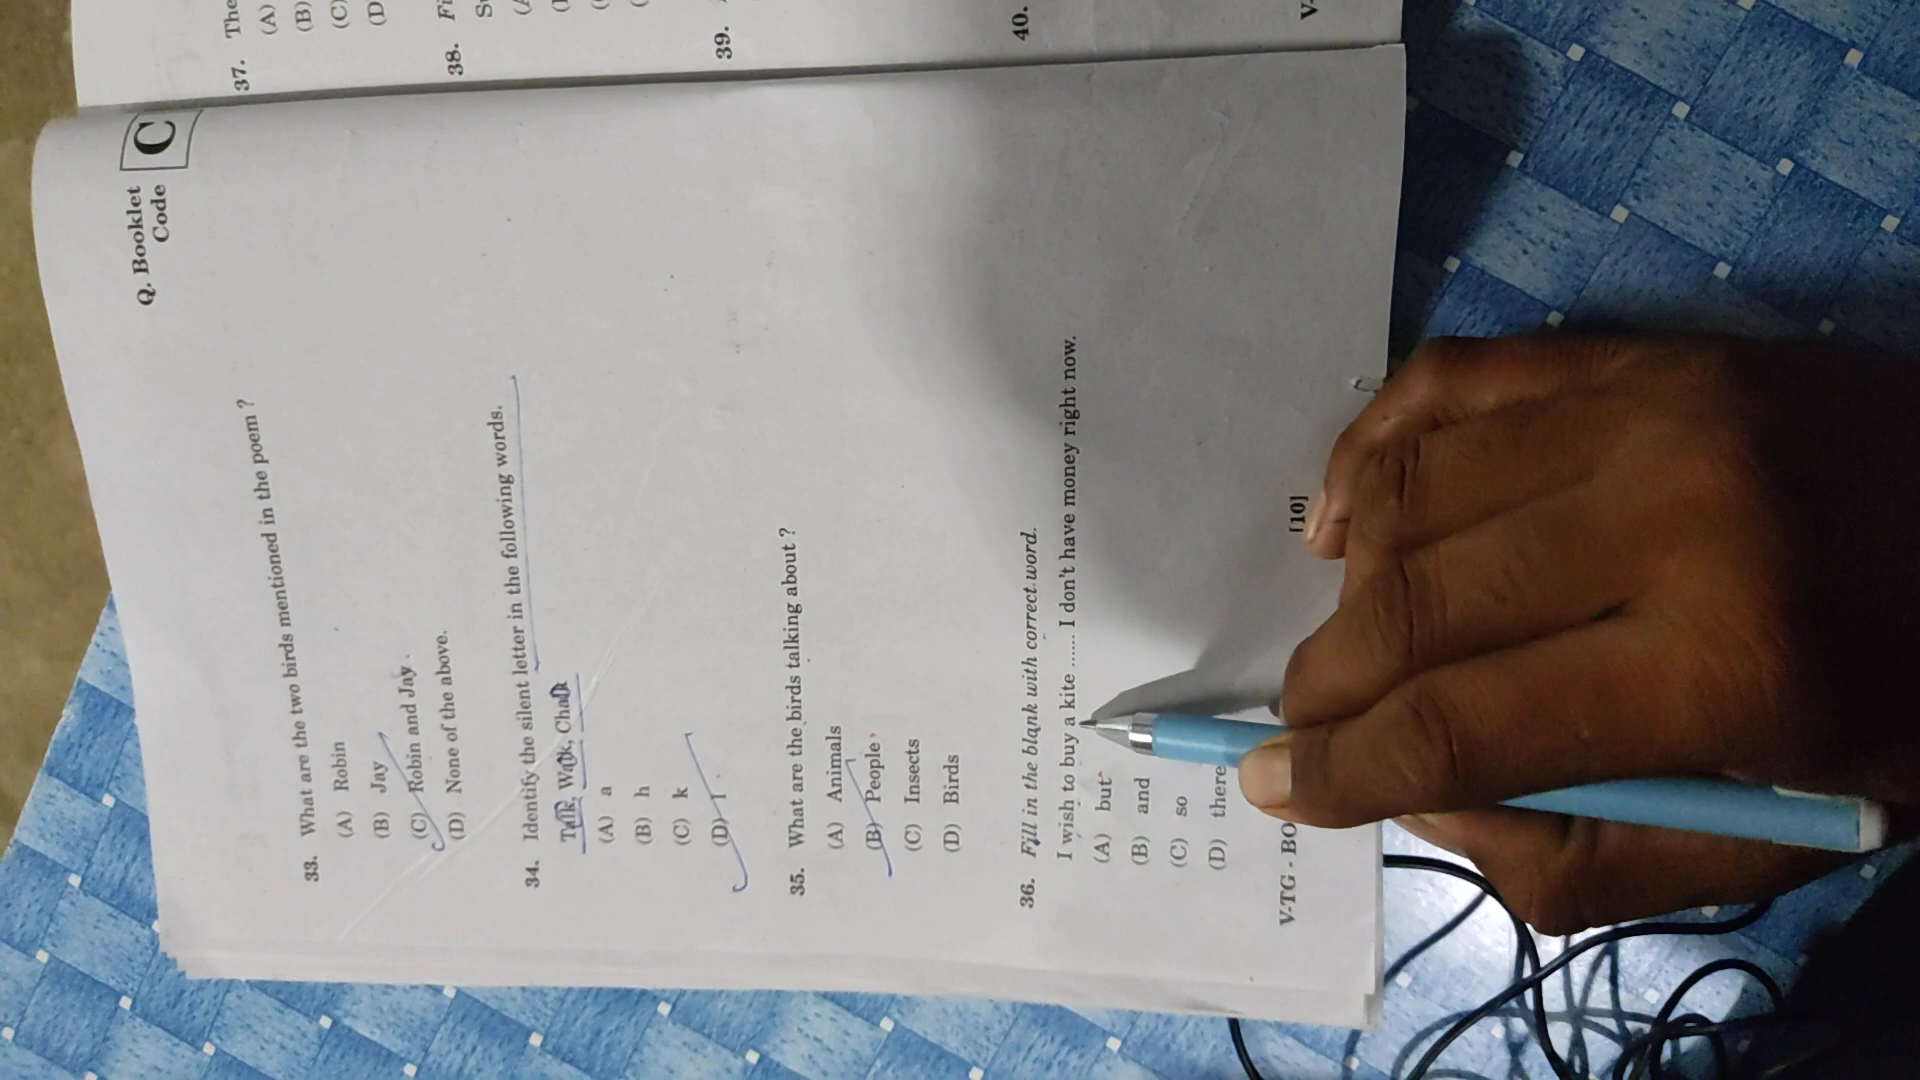 Q. Booklet
Code
C
33. What are the two birds mentioned in the poem ?
(A) Robin
(B) Jay
(C) Robin and Jay
(D) None of the above.
34. Identify the silent letter in the following words.
Talk, Walk, Chalk
(A) a
(B) h
(C) k
(D) l
35. What are the birds talking about ?
(A) Animals
(B) People
(C) Insects
(D) Birds
36. Fill in the blank with correct word.
I wish to buy a kite ...... I don't have money right now.
(A) but
(B) and
(C) so
(D) there
V-TG - BO
[10]
37. The
(A)
(B)
(C)
(D
38. Fi
39.
40.
V-